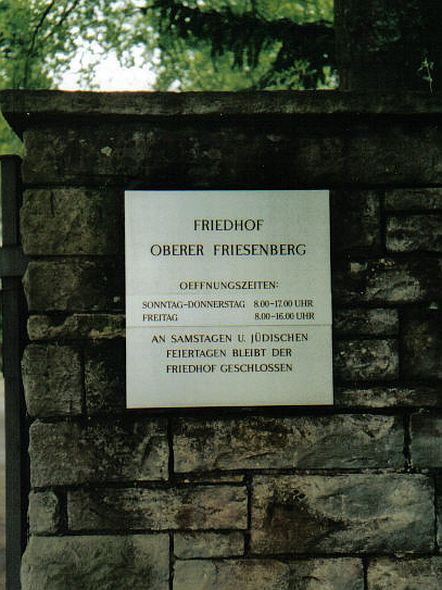 FRIEDHOF
OBERER FRIESENBERG
OEFFNUNGSZEITEN:
SONNTAG-DONNERSTAG 8.00-17.00 UHR
FREITAG 8.00-16.00 UHR
AN SAMSTAGEN U. JÜDISCHEN
FEIERTAGEN BLEIBT DER
FRIEDHOF GESCHLOSSEN